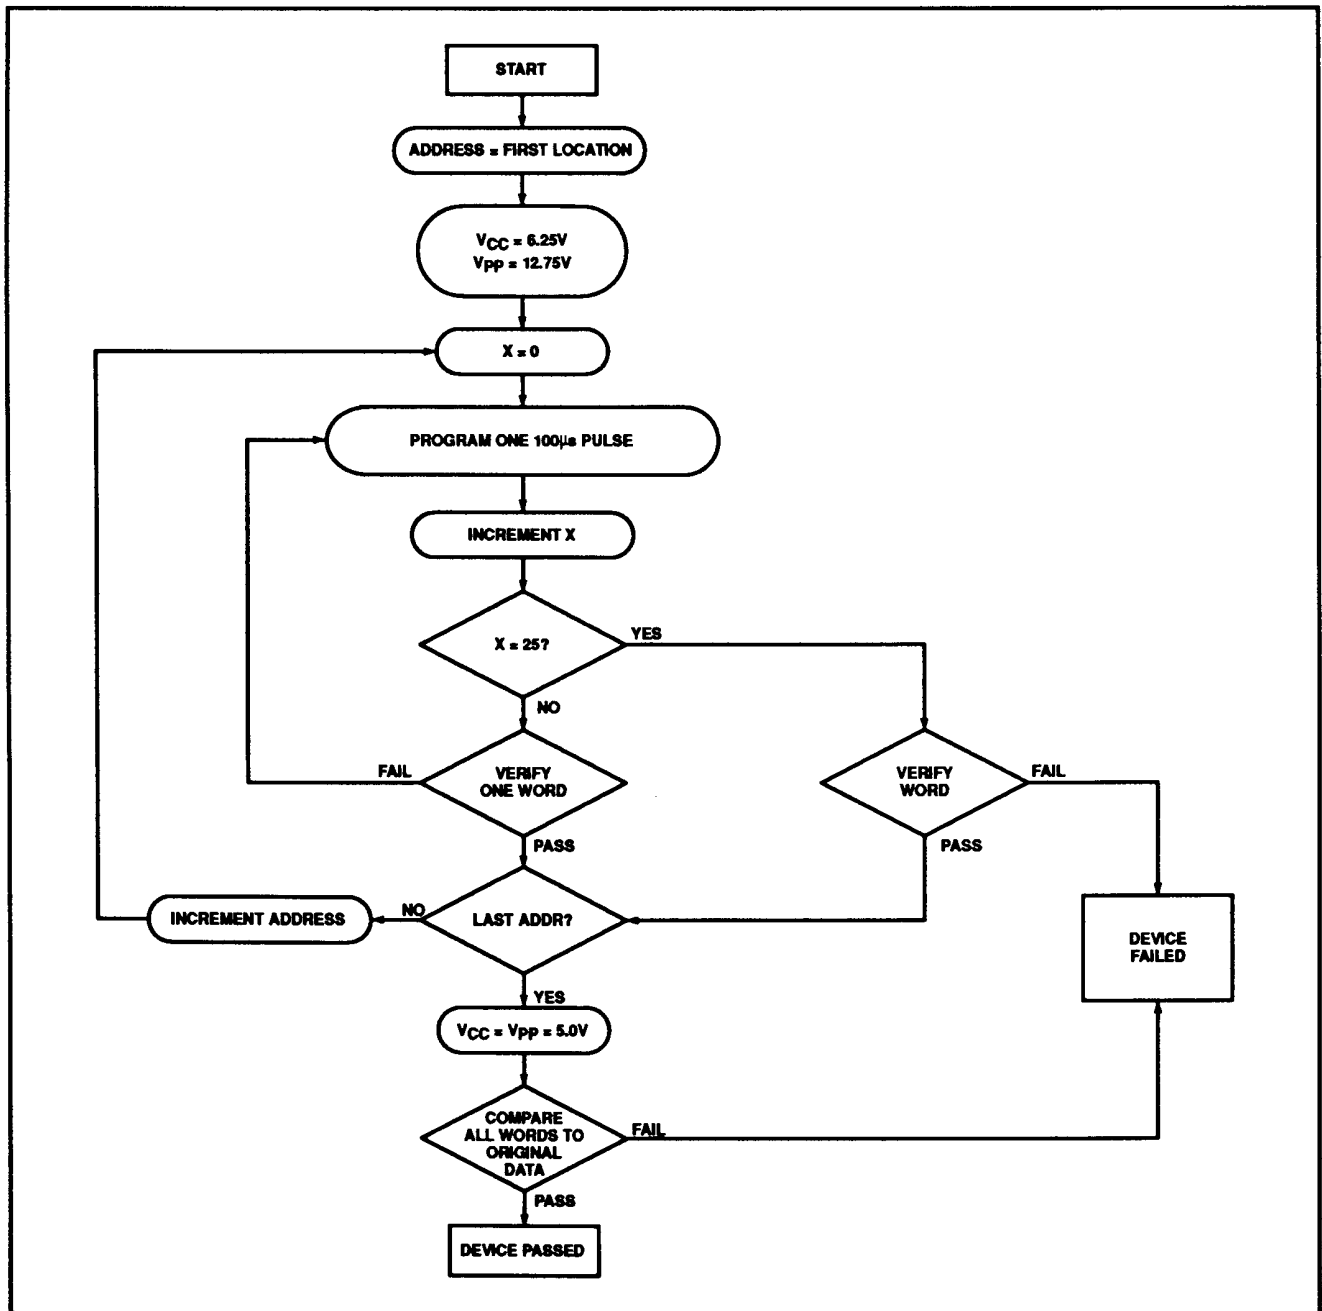 START
ADDRESS = FIRST LOCATION
VCC = 6.25V
VPP = 12.75V
X = 0
PROGRAM ONE 100μs PULSE
INCREMENT X
X = 25?
YES
NO
FAIL
VERIFY
ONE WORD
VERIFY
WORD
FAIL
PASS
PASS
INCREMENT ADDRESS
NO
LAST ADDR?
DEVICE
FAILED
YES
VCC = VPP = 5.0V
COMPARE
ALL WORDS TO
ORIGINAL
DATA
FAIL
PASS
DEVICE PASSED